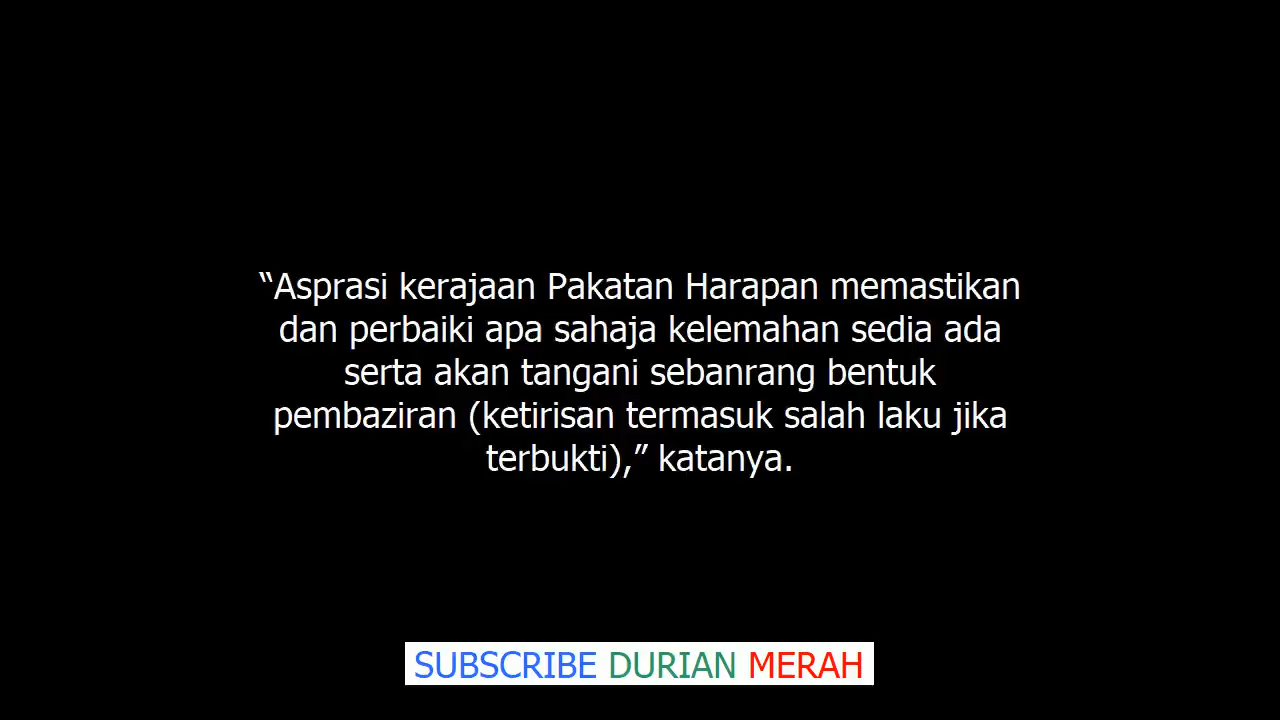 “Asprasi kerajaan Pakatan Harapan memastikan
dan perbaiki apa sahaja kelemahan sedia ada
serta akan tangani sebanrang bentuk
pembaziran (ketirisan termasuk salah laku jika
terbukti),” katanya.
SUBSCRIBE DURIAN MERAH